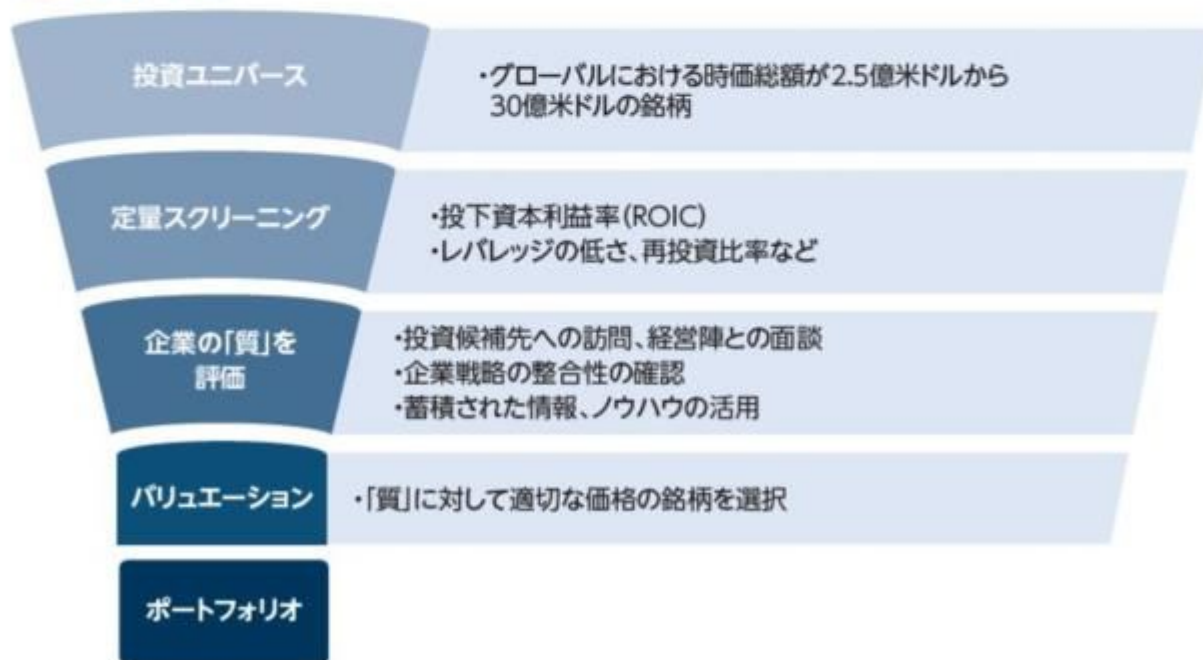 投資ユニバース
・グローバルにおける時価総額が2.5億米ドルから
30億米ドルの銘柄
定量スクリーニング
・投下資本利益率(ROIC)
・レバレッジの低さ、再投資比率など
企業の「質」を
評価
・投資候補先への訪問、経営陣との面談
・企業戦略の整合性の確認
・蓄積された情報、ノウハウの活用
バリュエーション
・「質」に対して適切な価格の銘柄を選択
ポートフォリオ